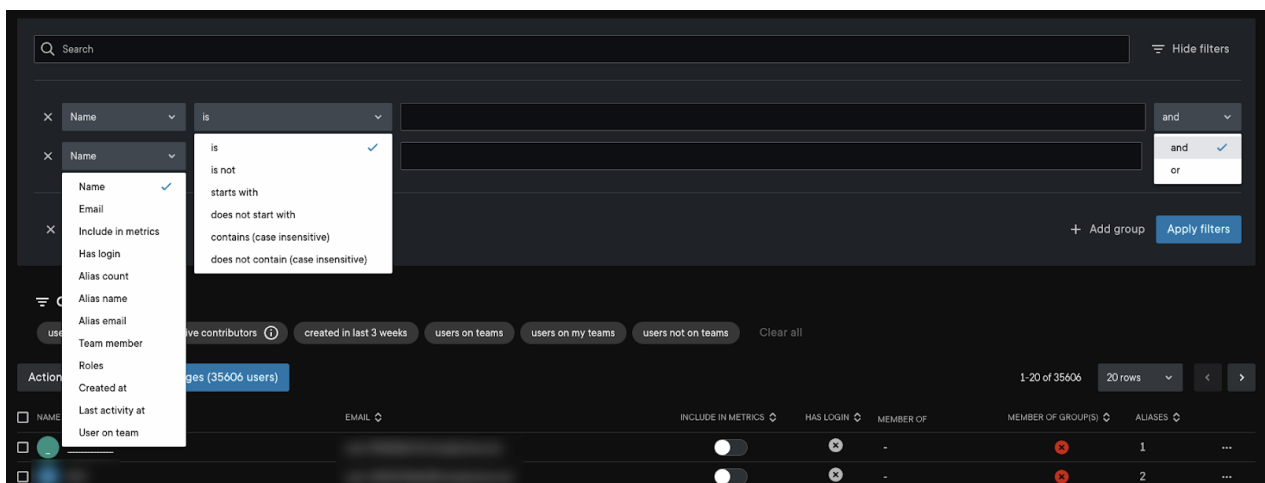 Search
Hide filters
Name
is
and
Name
is
is not
starts with
does not start with
contains (case insensitive)
does not contain (case insensitive)
and
or
Name
Email
Include in metrics
Has login
Alias count
Alias name
Alias email
Team member
Roles
Created at
Last activity at
User on team
+ Add group
Apply filters
created in last 3 weeks
users on teams
users on my teams
users not on teams
Clear all
contributors
Action
(35606 users)
1-20 of 35606
20 rows
NAME
EMAIL
INCLUDE IN METRICS
HAS LOGIN
MEMBER OF
MEMBER OF GROUP(S)
ALIASES
-
1
...
-
2
...